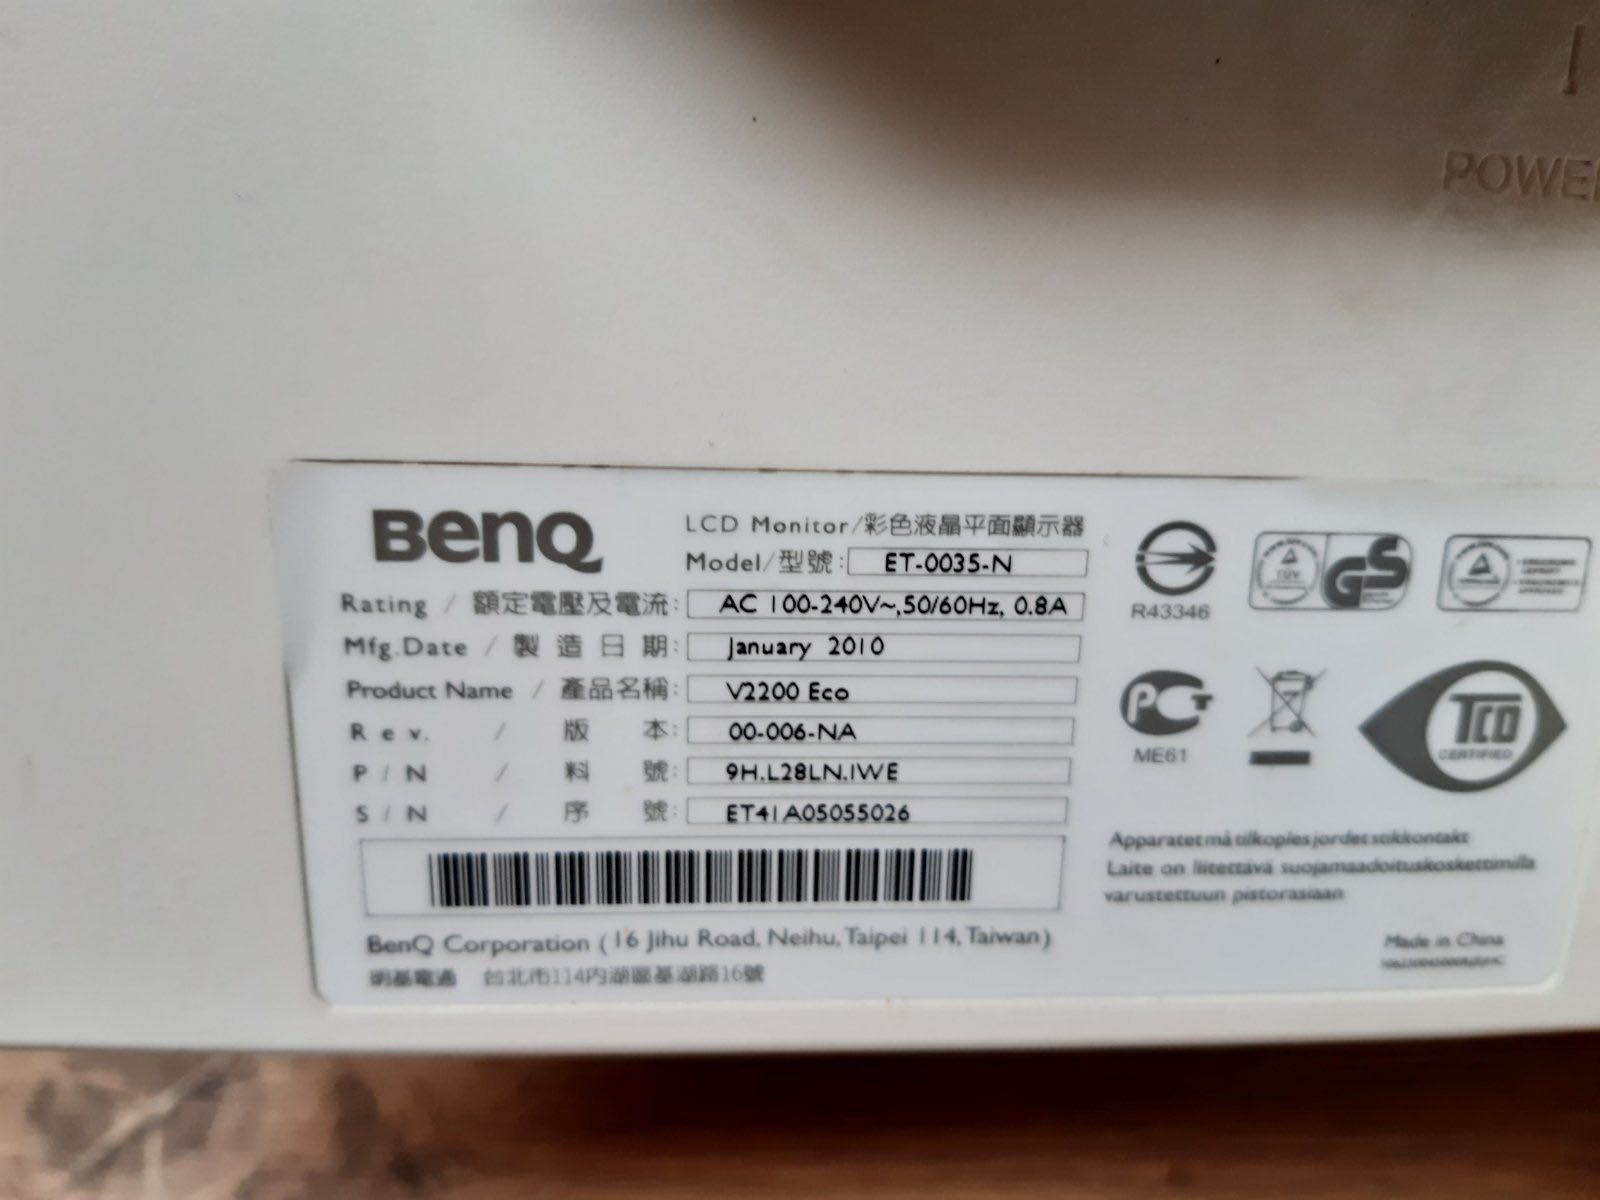 POWE
BenQ
LCD Monitor/彩色液晶平面顯示器
Model/型號: ET-0035-N
Rating / 額定電壓及電流: AC 100-240V~,50/60Hz, 0.8A
Mfg.Date / 製造日期: January 2010
Product Name / 產品名稱: V2200 Eco
Rev. / 版本: 00-006-NA
P/N / 料號: 9H.L28LN.IWE
S/N / 序號: ET41A05055026
BenQ Corporation (16 Jihu Road, Neihu, Taipei 114, Taiwan)
明基電通 台北市114內湖區基湖路16號
R43346
TÜV
GS
PCT
ME61
TCO
CERTIFIED
Apparatet må tilkoples jordet stikkontakt
Laite on liitettävä suojamaadoituskoskettimilla
varustettuun pistorasiaan
Made in China